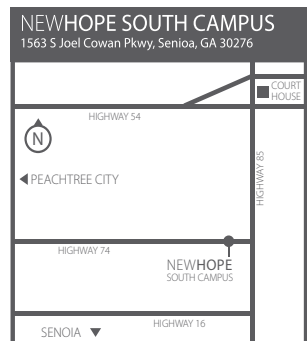 NEWHOPE SOUTH CAMPUS
1563 S Joel Cowan Pkwy, Senioa, GA 30276
COURT
HOUSE
HIGHWAY 54
N
PEACHTREE CITY
HIGHWAY 85
HIGHWAY 74
NEWHOPE
SOUTH CAMPUS
HIGHWAY 16
SENOIA